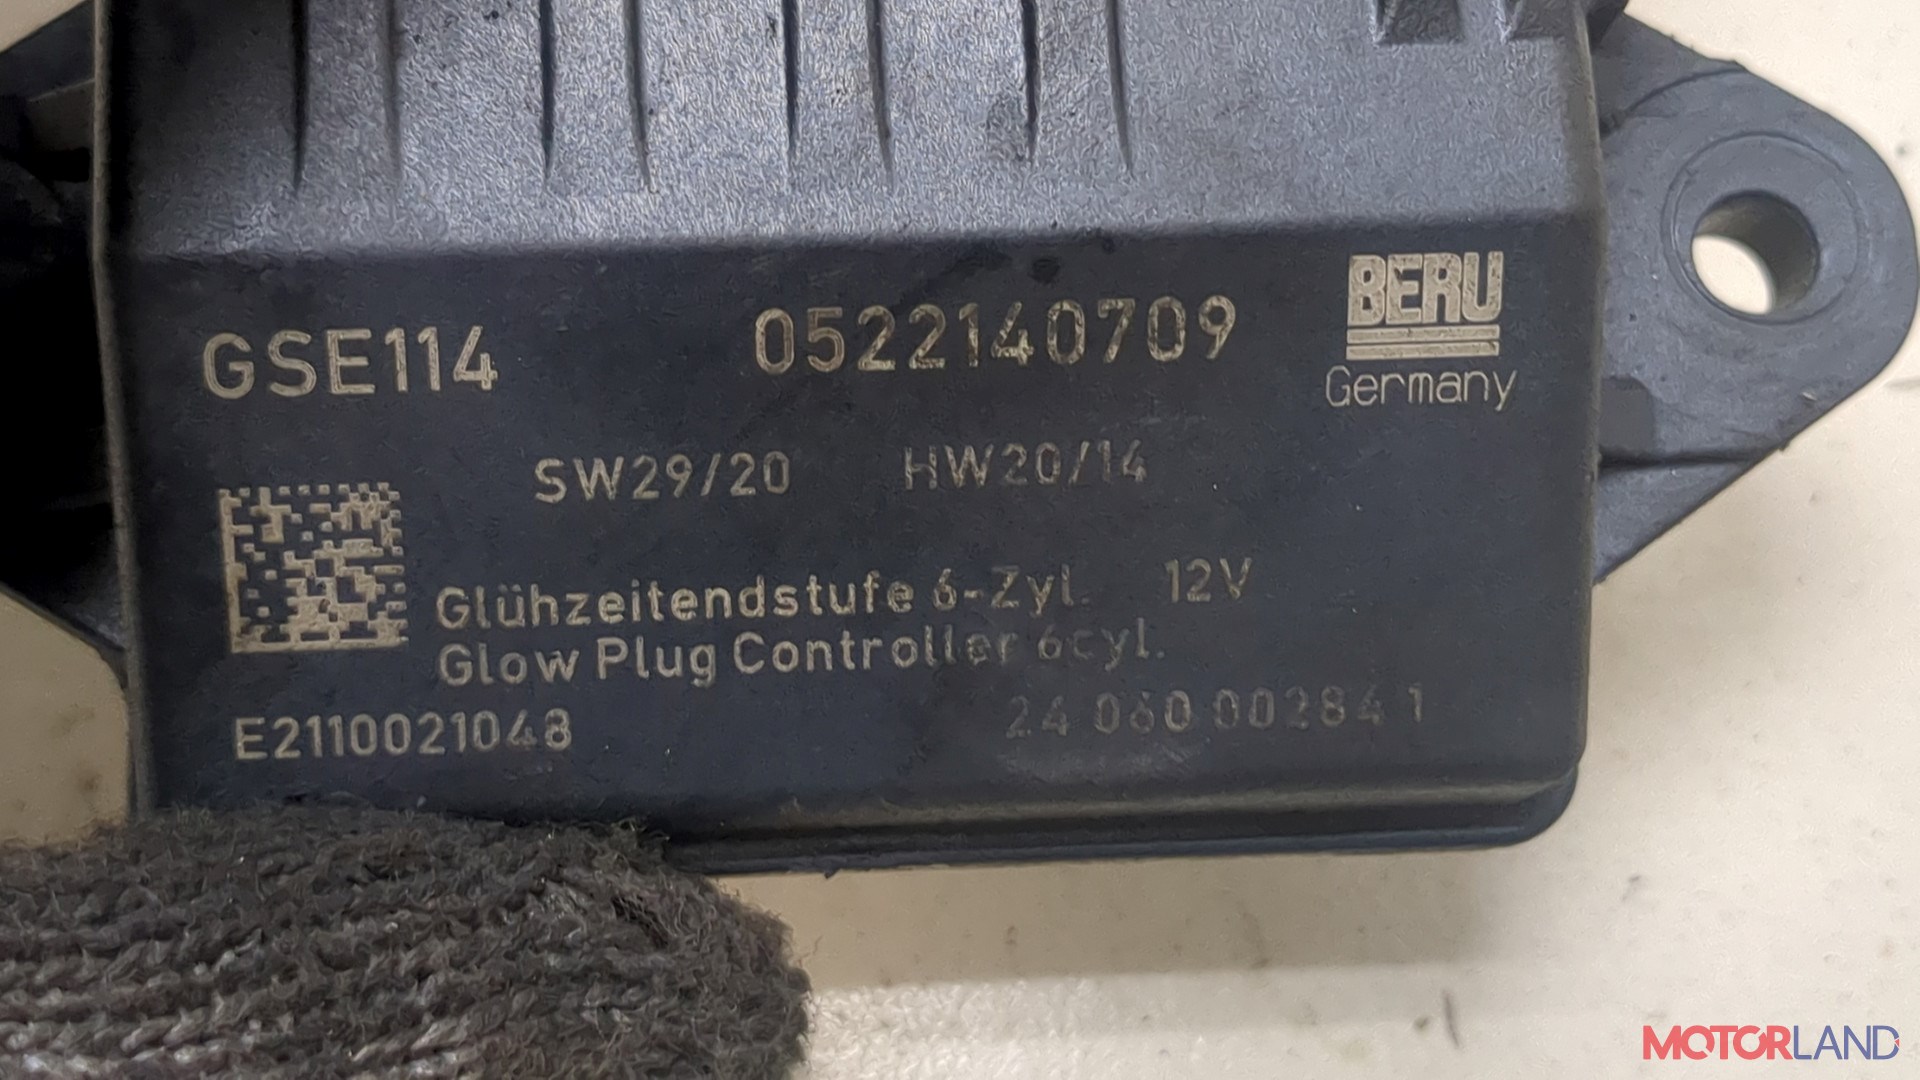 GSE114 0522140709 BERU
Germany
SW29/20 HW20/14
Glühzeitendstufe 6-Zyl. 12V
Glow Plug Controller 6cyl.
E2110021048 24 060 00284 1
MOTORLAND